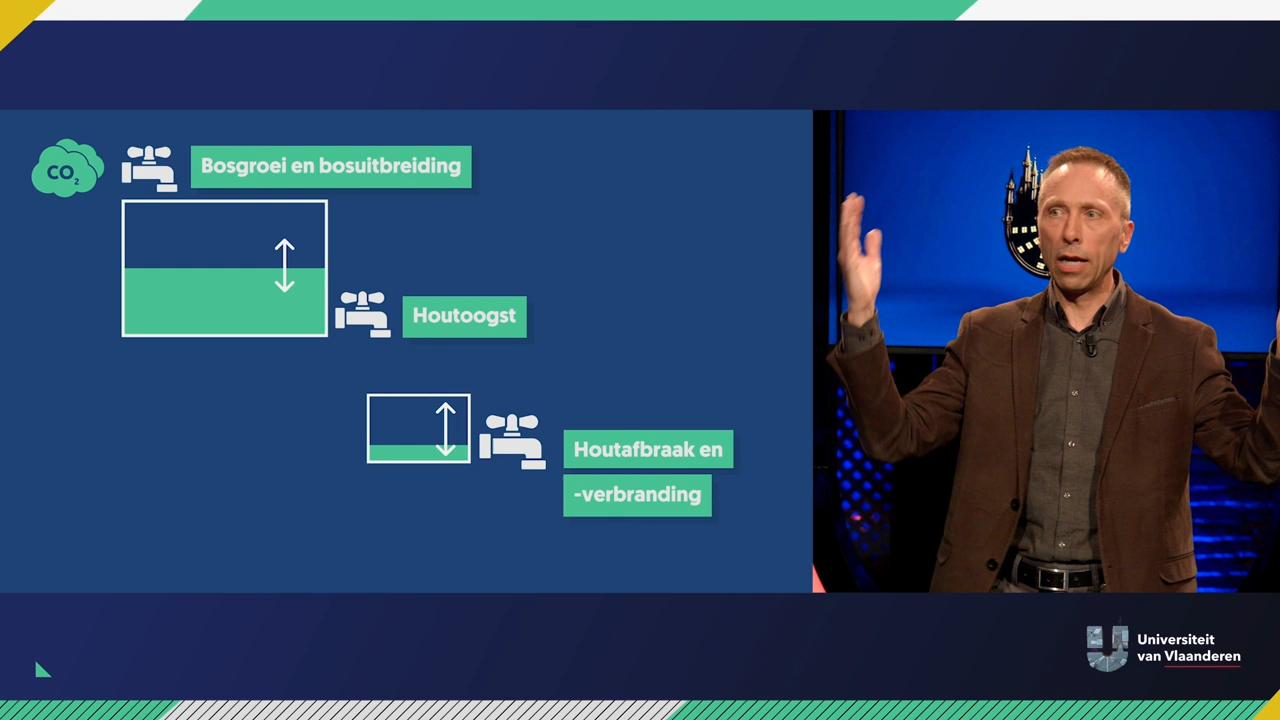 CO₂
Bosgroei en bosuitbreiding
Houtoogst
Houtafbraak en
-verbranding
Universiteit
van Vlaanderen